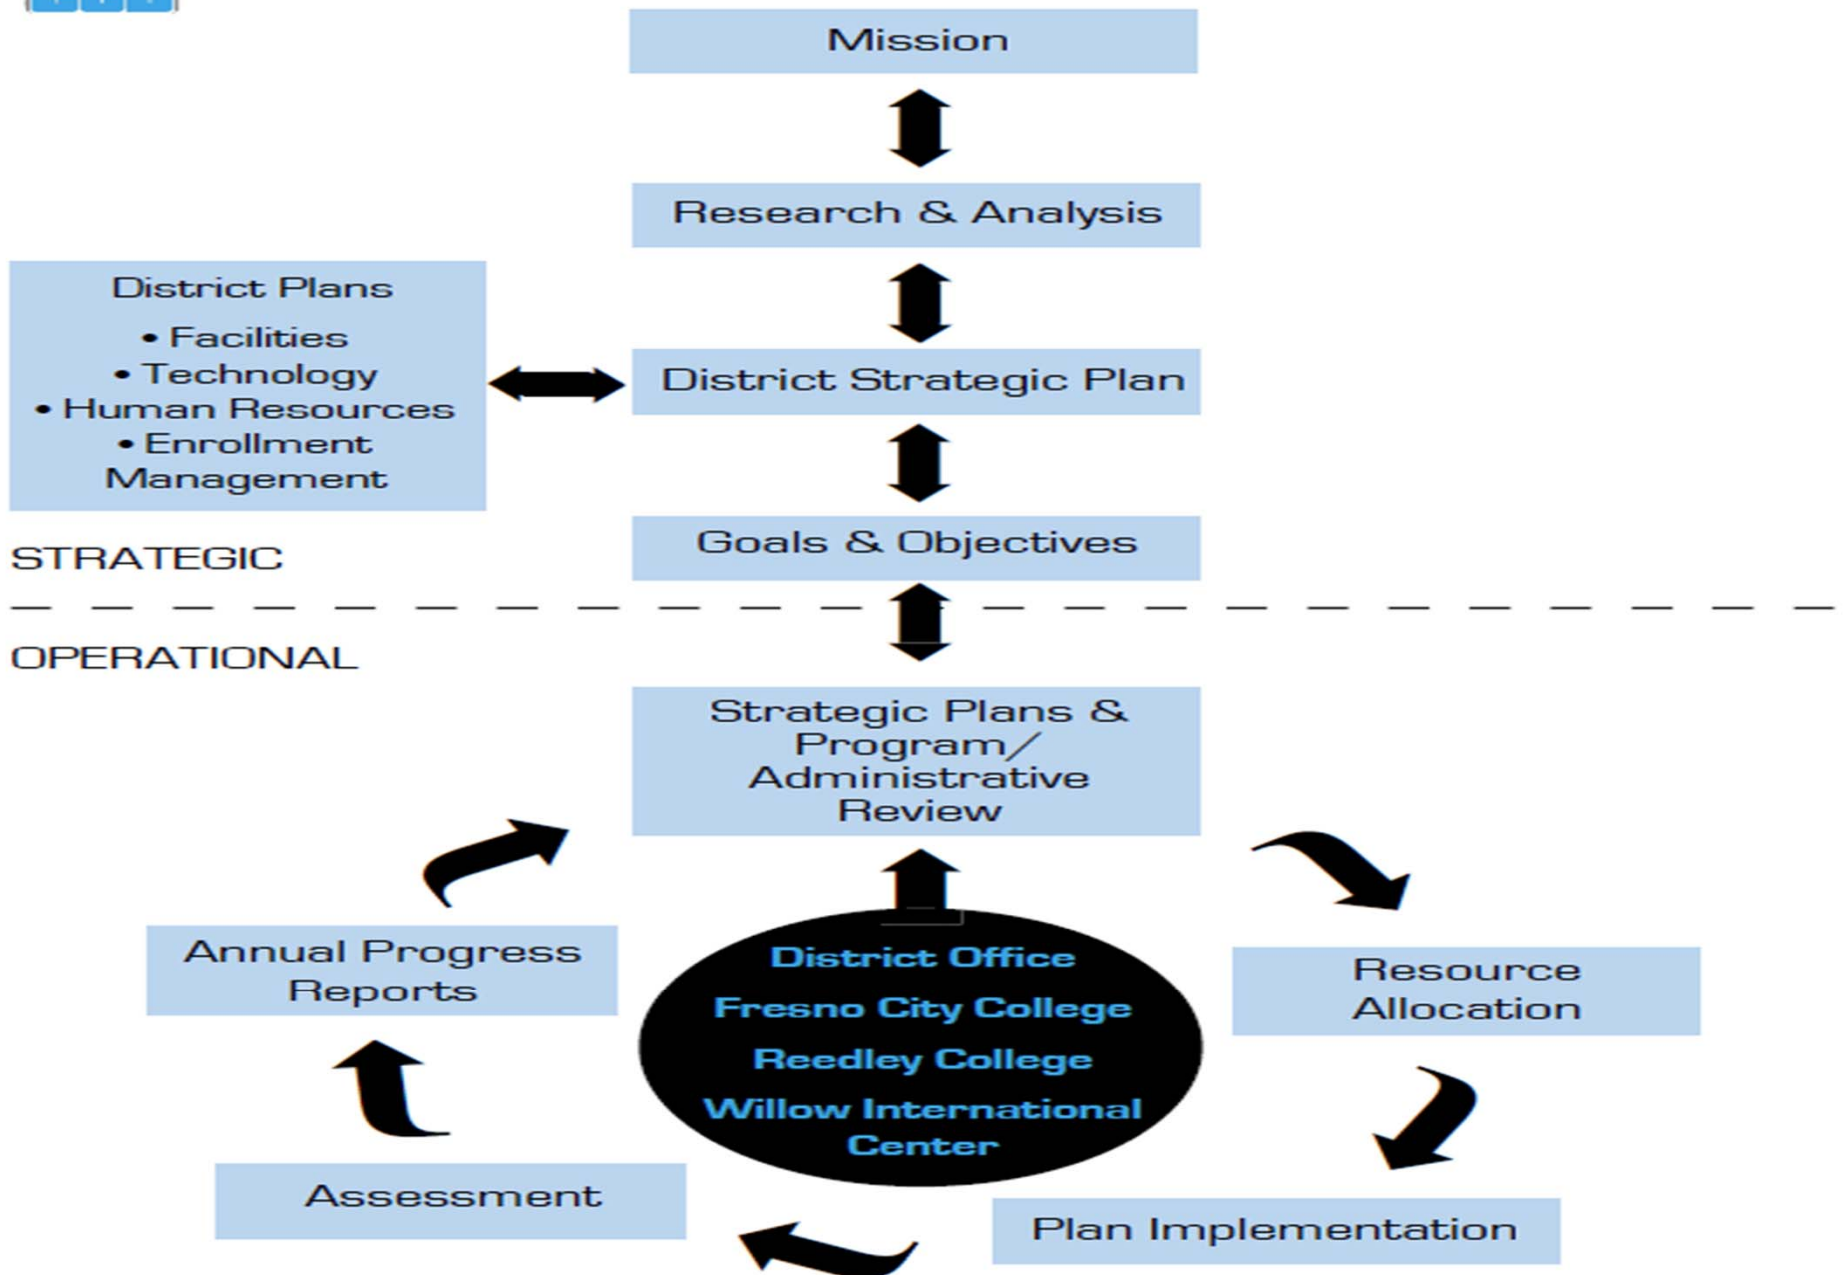 Mission
Research & Analysis
District Plans
• Facilities
• Technology
• Human Resources
• Enrollment
Management
District Strategic Plan
Goals & Objectives
STRATEGIC
OPERATIONAL
Strategic Plans &
Program/
Administrative
Review
Annual Progress
Reports
District Office
Fresno City College
Reedley College
Willow International
Center
Resource
Allocation
Assessment
Plan Implementation